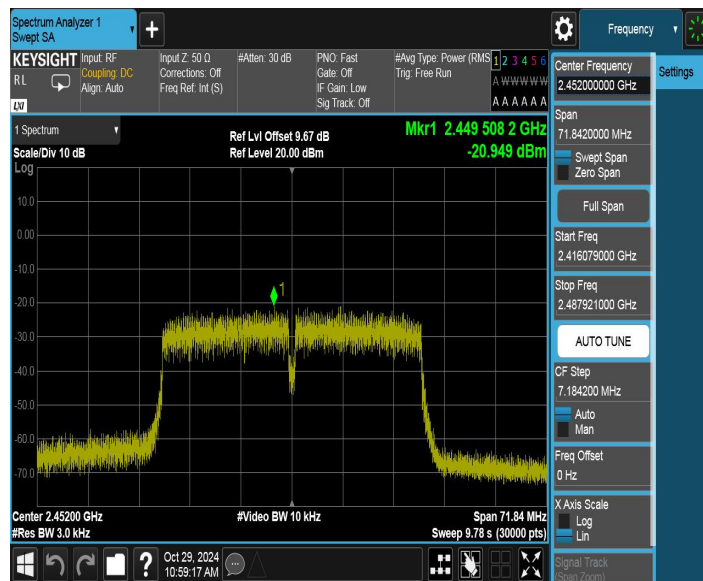 Spectrum Analyzer 1
Swept SA
+
Frequency
KEYSIGHT
RL
LXI
Input: RF
Coupling: DC
Align: Auto
Input Z: 50 Ω
Corrections: Off
Freq Ref: Int (S)
#Atten: 30 dB
PNO: Fast
Gate: Off
IF Gain: Low
Sig Track: Off
#Avg Type: Power (RMS
Trig: Free Run
1 2 3 4 5 6
A W W W W W
A A A A A A
1 Spectrum
Scale/Div 10 dB
Log
Ref Lvl Offset 9.67 dB
Ref Level 20.00 dBm
Mkr1 2.449 508 2 GHz
-20.949 dBm
10.0
0.00
-10.0
-20.0
-30.0
-40.0
-50.0
-60.0
-70.0
1
Center 2.45200 GHz
#Res BW 3.0 kHz
#Video BW 10 kHz
Span 71.84 MHz
Sweep 9.78 s (30000 pts)
Center Frequency
2.452000000 GHz
Settings
Span
71.8420000 MHz
Swept Span
Zero Span
Full Span
Start Freq
2.416079000 GHz
Stop Freq
2.487921000 GHz
AUTO TUNE
CF Step
7.184200 MHz
Auto
Man
Freq Offset
0 Hz
X Axis Scale
Log
Lin
Signal Track
(Span Zoom)
?
Oct 29, 2024
10:59:17 AM